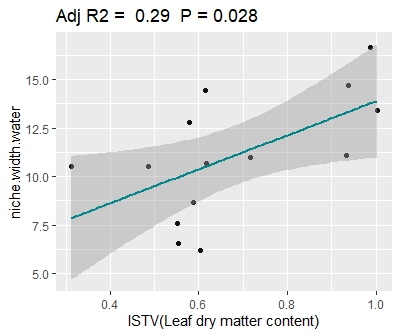 Adj R2 =  0.29  P = 0.028
niche.width.water
15.0
12.5
10.0
7.5
5.0
0.4 0.6 0.8 1.0
ISTV(Leaf dry matter content)